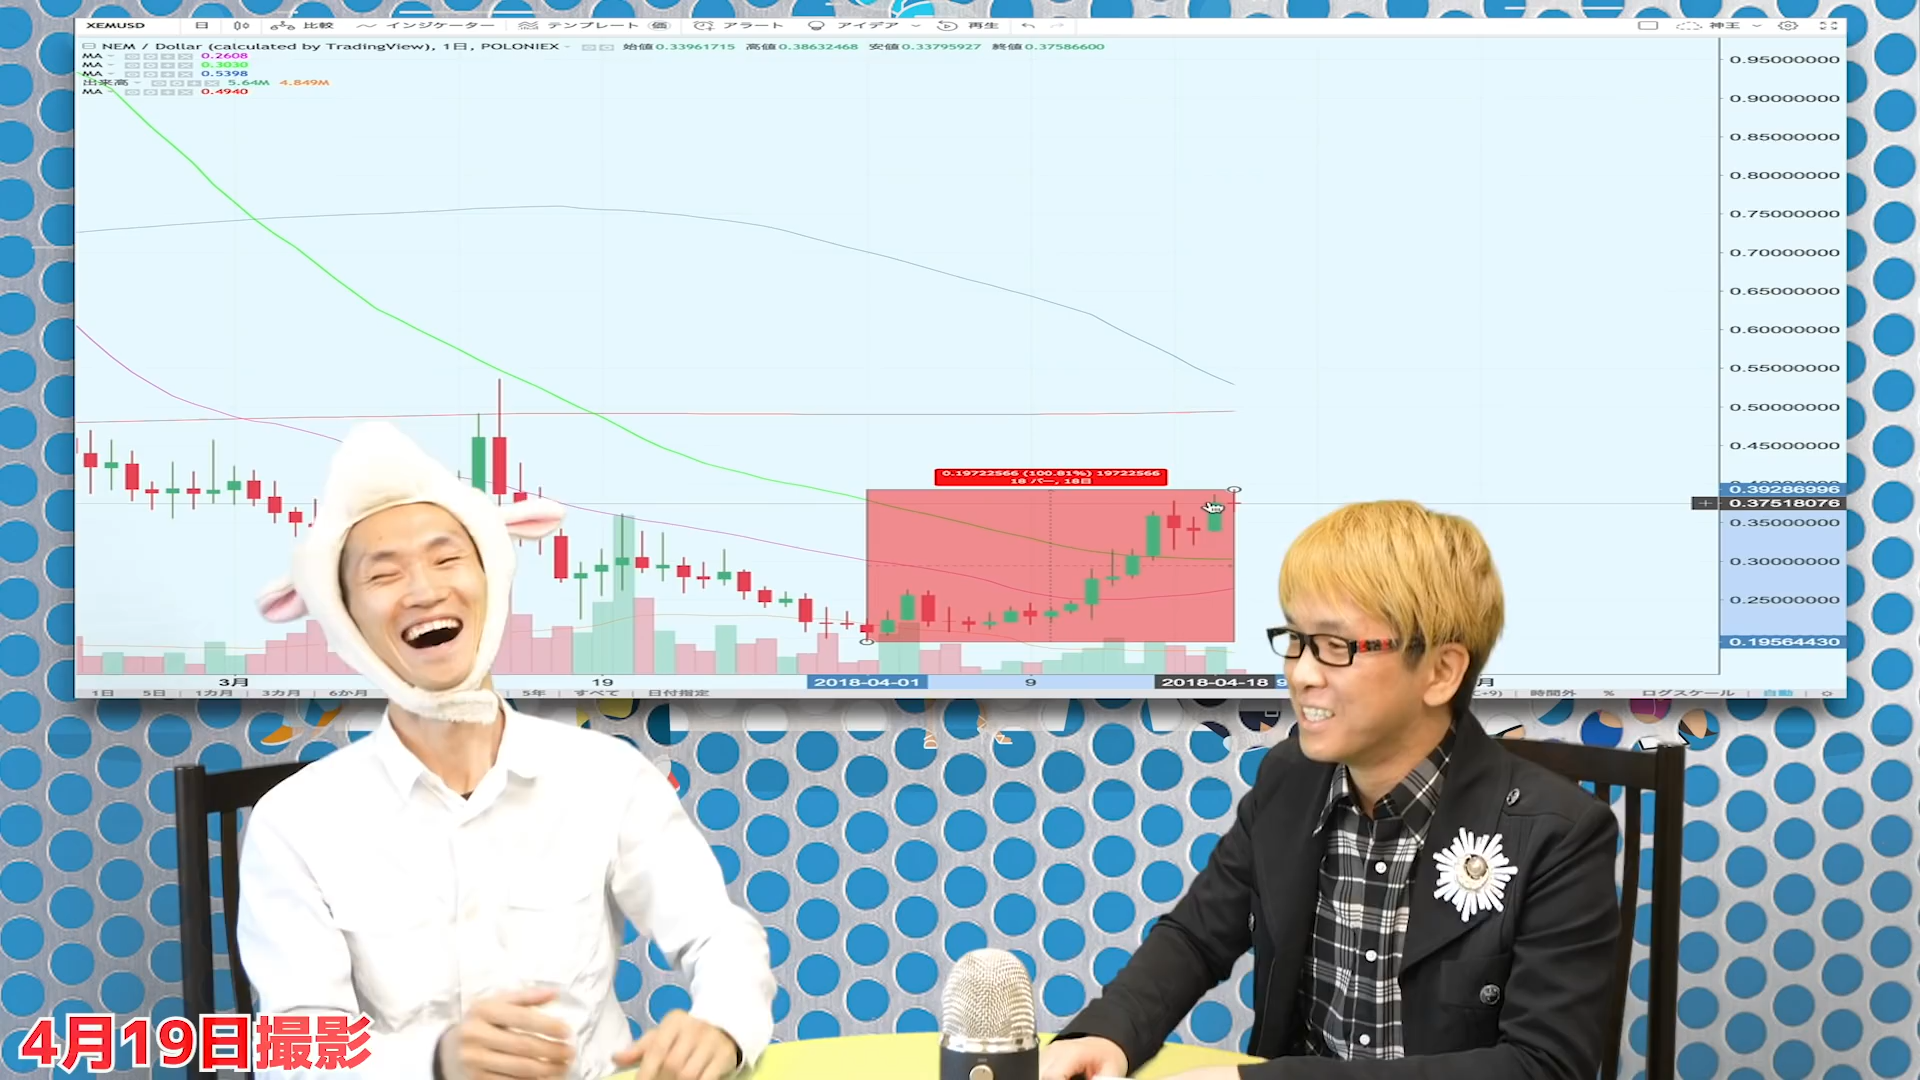 XEMUSD 日 比較 インジケーター テンプレート アラート アイデア 再生 神王
NEM / Dollar (calculated by TradingView), 1日, POLONIEX 始値0.33961715 高値0.38632468 安値0.33795927 終値0.37586600
MA 0.2608
MA 0.3030
MA 0.5398
出来高 5.64M 4.849M
MA 0.4940
0.95000000
0.90000000
0.85000000
0.80000000
0.75000000
0.70000000
0.65000000
0.60000000
0.55000000
0.50000000
0.45000000
0.19722566 (100.81%) 19722566
18 バー, 18日
0.39286996
0.37518076
0.35000000
0.30000000
0.25000000
0.19564430
3月 19 2018-04-01 9 2018-04-18 月
1日 5日 1カ月 3カ月 6か月 5年 すべて 日付指定 時間外 % ログスケール 自動
4月19日撮影